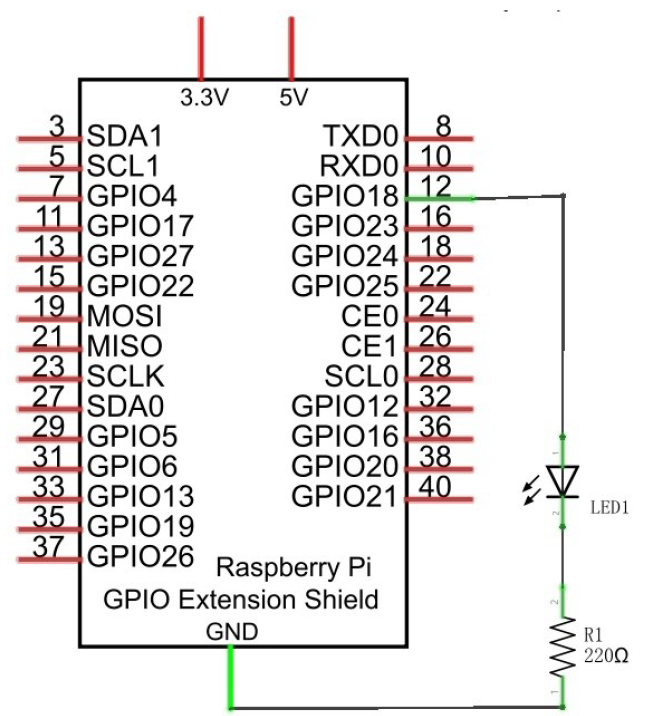 3.3V 5V
3 SDA1 TXD0 8
5 SCL1 RXD0 10
7 GPIO4 GPIO18 12
11 GPIO17 GPIO23 16
13 GPIO27 GPIO24 18
15 GPIO22 GPIO25 22
19 MOSI CE0 24
21 MISO CE1 26
23 SCLK SCL0 28
27 SDA0 GPIO12 32
29 GPIO5 GPIO16 36
31 GPIO6 GPIO20 38
33 GPIO13 GPIO21 40
35 GPIO19
37 GPIO26
Raspberry Pi
GPIO Extension Shield
GND
1
LED1
2
2
R1
220Ω
1